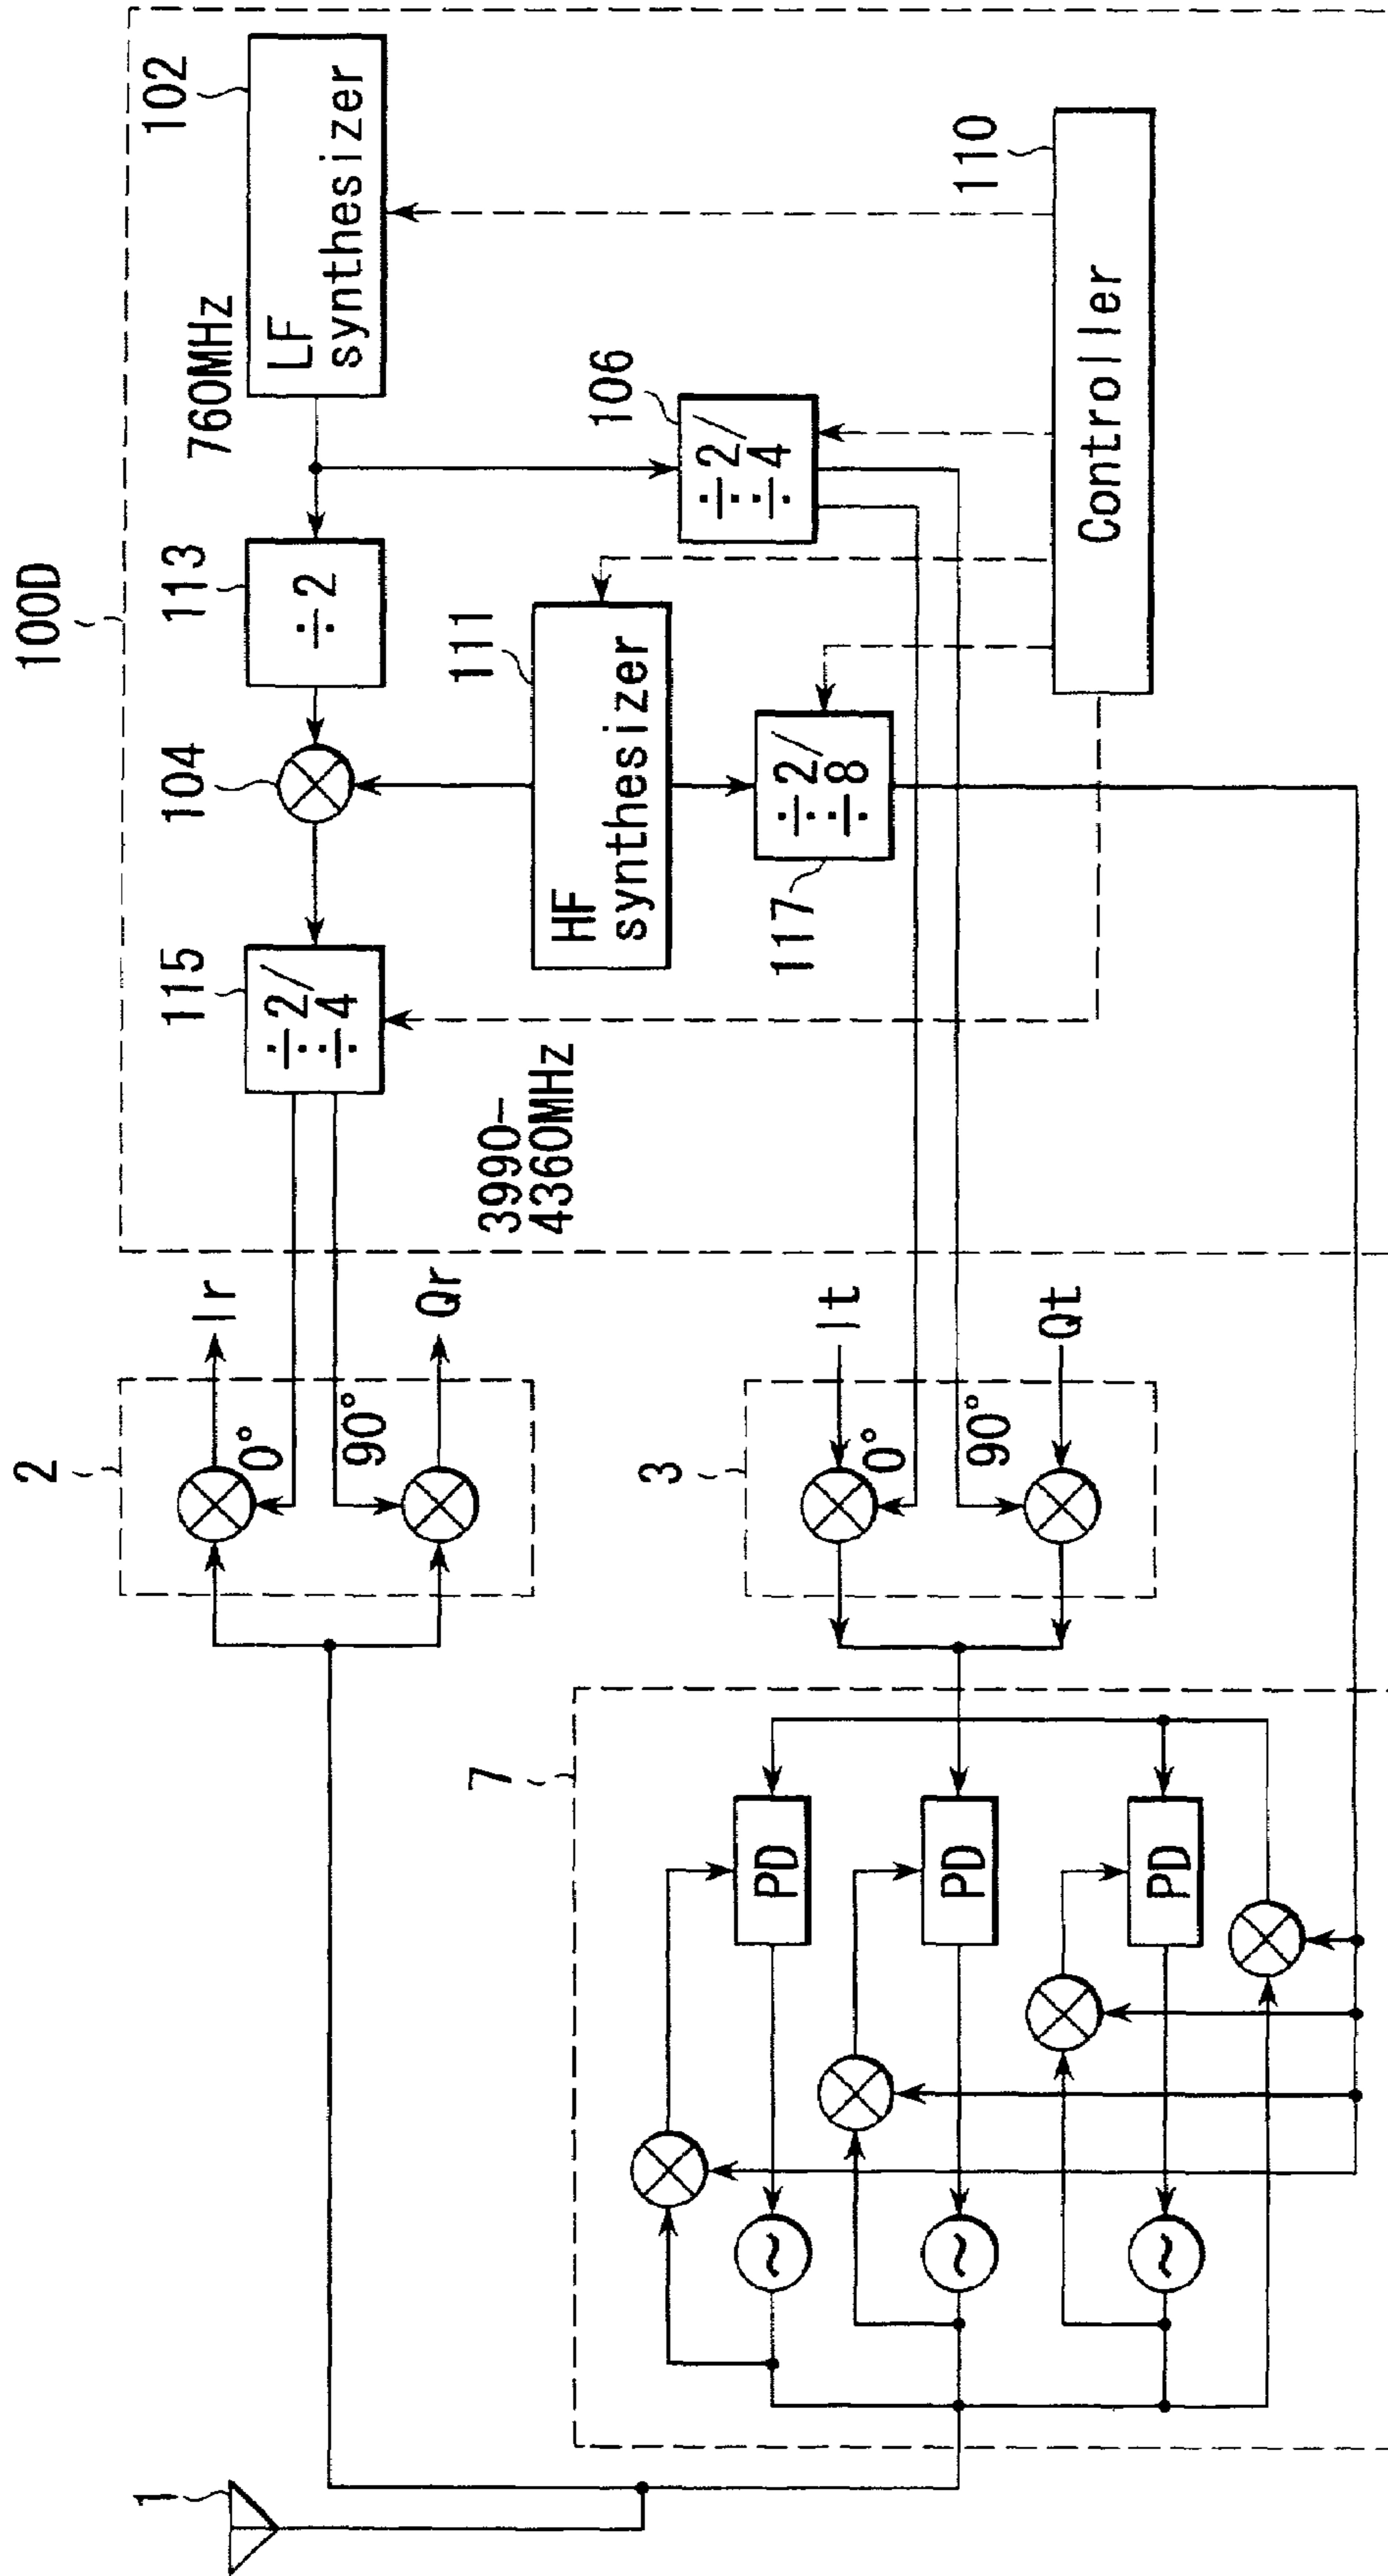 100D
102
LF
synthesizer
760MHz
113
÷2
104
115
÷2/
÷4
111
HF
synthesizer
3990-
4360MHz
106
÷2/
÷4
117
÷2/
÷8
110
Controller
2
Ir
Qr
0°
90°
3
It
Qt
0°
90°
7
PD
PD
PD
1